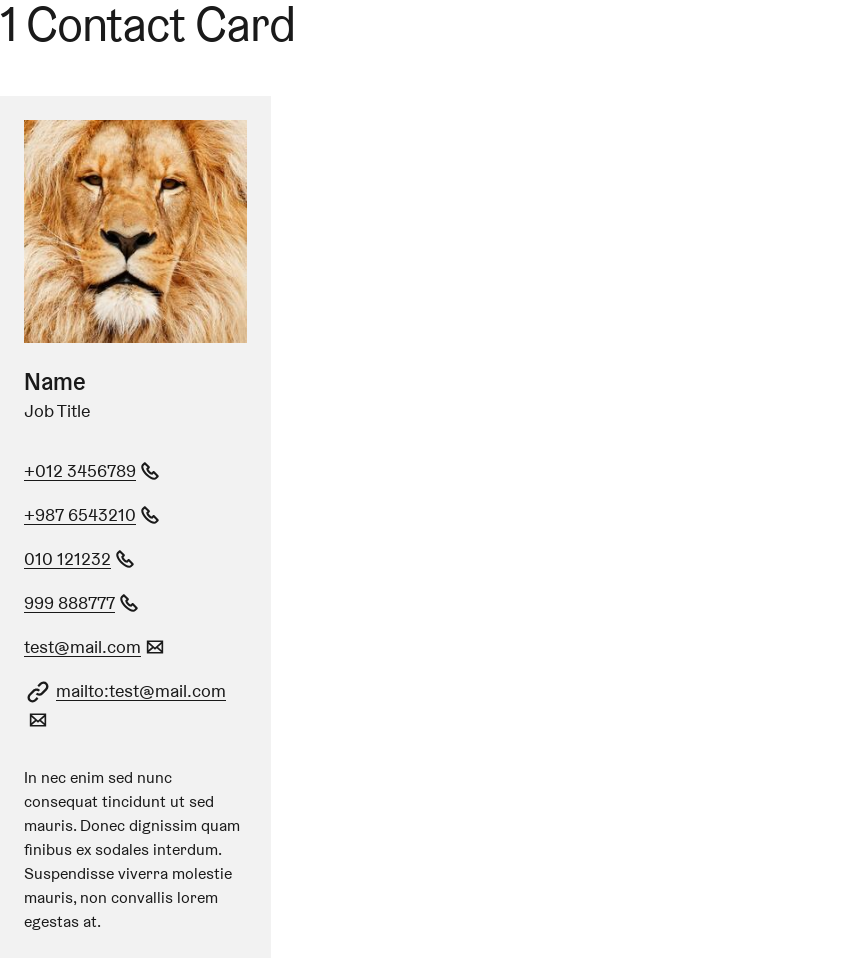 1 Contact Card
Name
Job Title
+012 3456789
+987 6543210
010 121232
999 888777
test@mail.com
mailto:test@mail.com
In nec enim sed nunc
consequat tincidunt ut sed
mauris. Donec dignissim quam
finibus ex sodales interdum.
Suspendisse viverra molestie
mauris, non convallis lorem
egestas at.